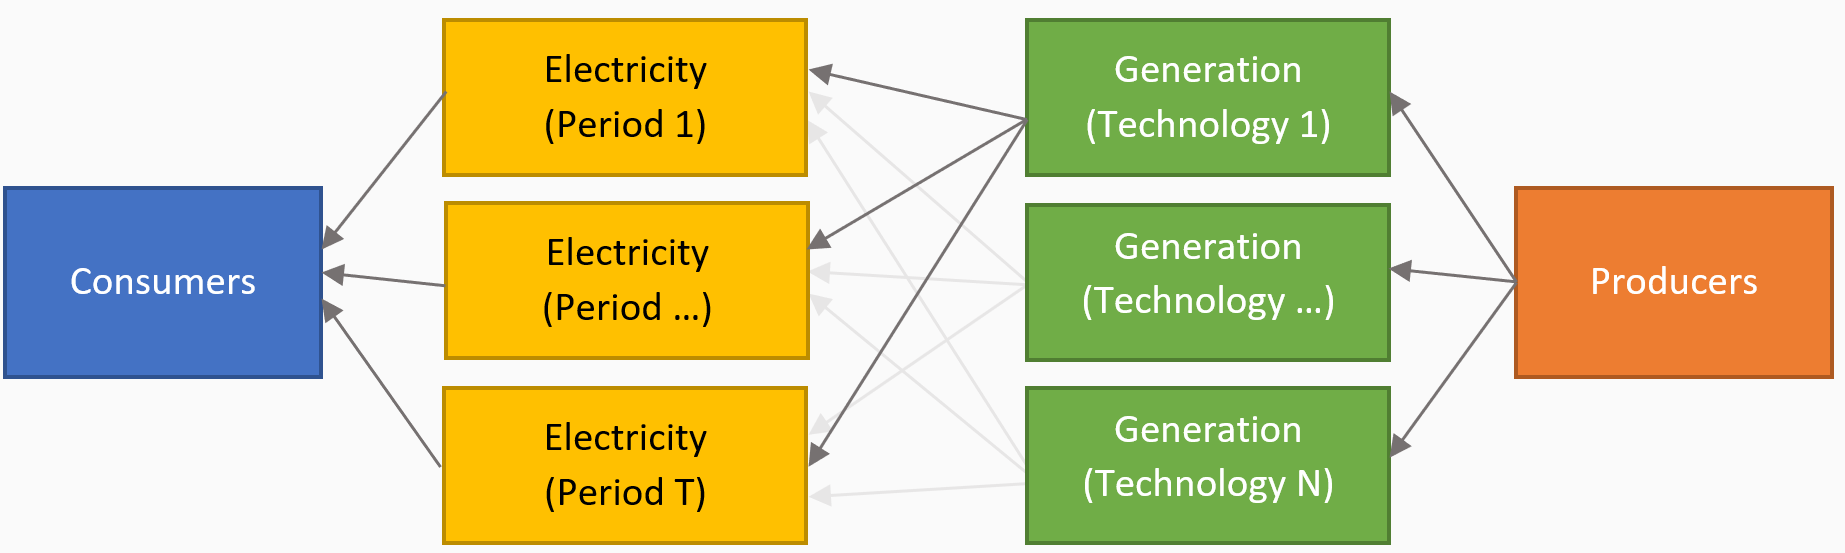 Consumers
Electricity
(Period 1)
Electricity
(Period ...)
Electricity
(Period T)
Generation
(Technology 1)
Generation
(Technology ...)
Generation
(Technology N)
Producers